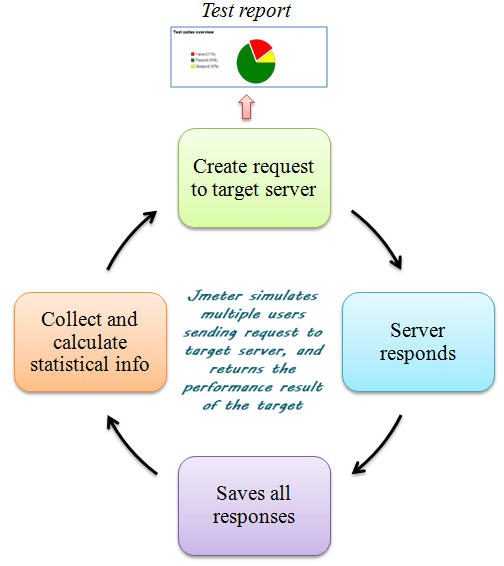 Test report
Test suites overview
Create request
to target server
Jmeter simulates
multiple users
sending request to
target server, and
returns the
performance result
of the target
Collect and
calculate
statistical info
Server
responds
Saves all
responses